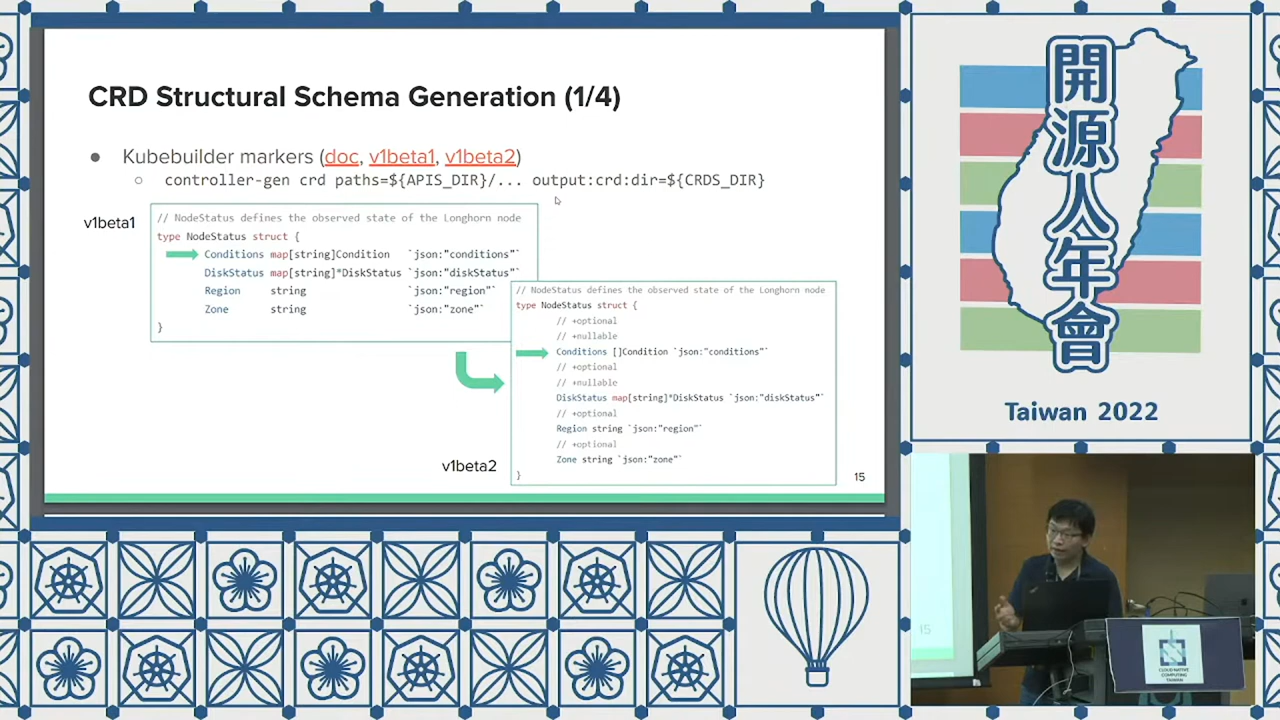 CRD Structural Schema Generation (1/4)
● Kubebuilder markers (doc, v1beta1, v1beta2)
○ controller-gen crd paths=${APIS_DIR}/... output:crd:dir=${CRDS_DIR}
v1beta1
// NodeStatus defines the observed state of the Longhorn node
type NodeStatus struct {
Conditions map[string]Condition `json:"conditions"`
DiskStatus map[string]*DiskStatus `json:"diskStatus"`
Region string `json:"region"`
Zone string `json:"zone"`
}
v1beta2
// NodeStatus defines the observed state of the Longhorn node
type NodeStatus struct {
// +optional
// +nullable
Conditions []Condition `json:"conditions"`
// +optional
// +nullable
DiskStatus map[string]*DiskStatus `json:"diskStatus"`
// +optional
Region string `json:"region"`
// +optional
Zone string `json:"zone"`
}
15
開源人年會
Taiwan 2022
15
CLOUD NATIVE
COMPUTING
TAIWAN